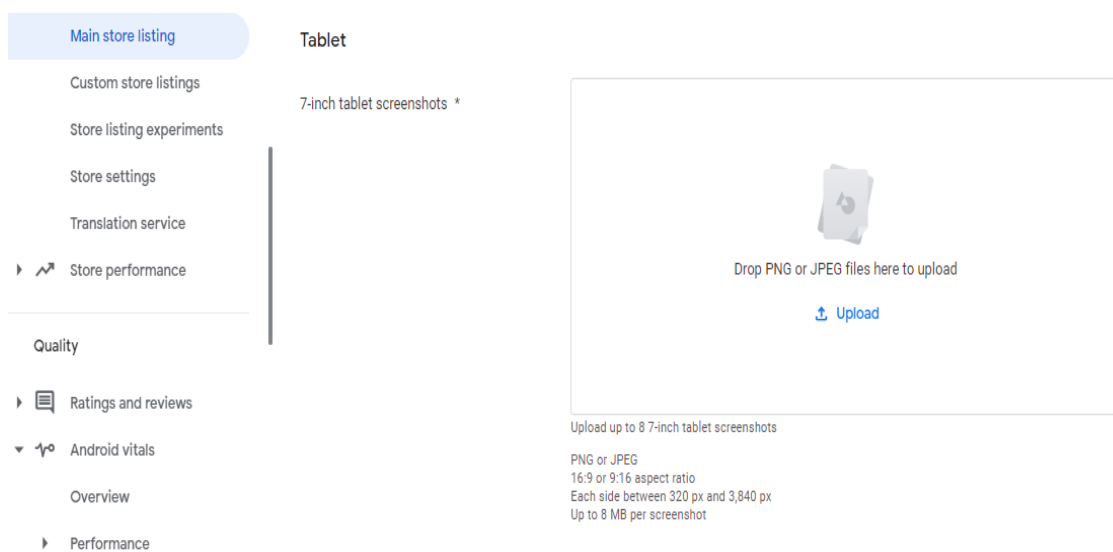 Main store listing
Custom store listings
Store listing experiments
Store settings
Translation service
Store performance
Quality
Ratings and reviews
Android vitals
Overview
Performance
Tablet
7-inch tablet screenshots *
Drop PNG or JPEG files here to upload
Upload
Upload up to 8 7-inch tablet screenshots
PNG or JPEG
16:9 or 9:16 aspect ratio
Each side between 320 px and 3,840 px
Up to 8 MB per screenshot